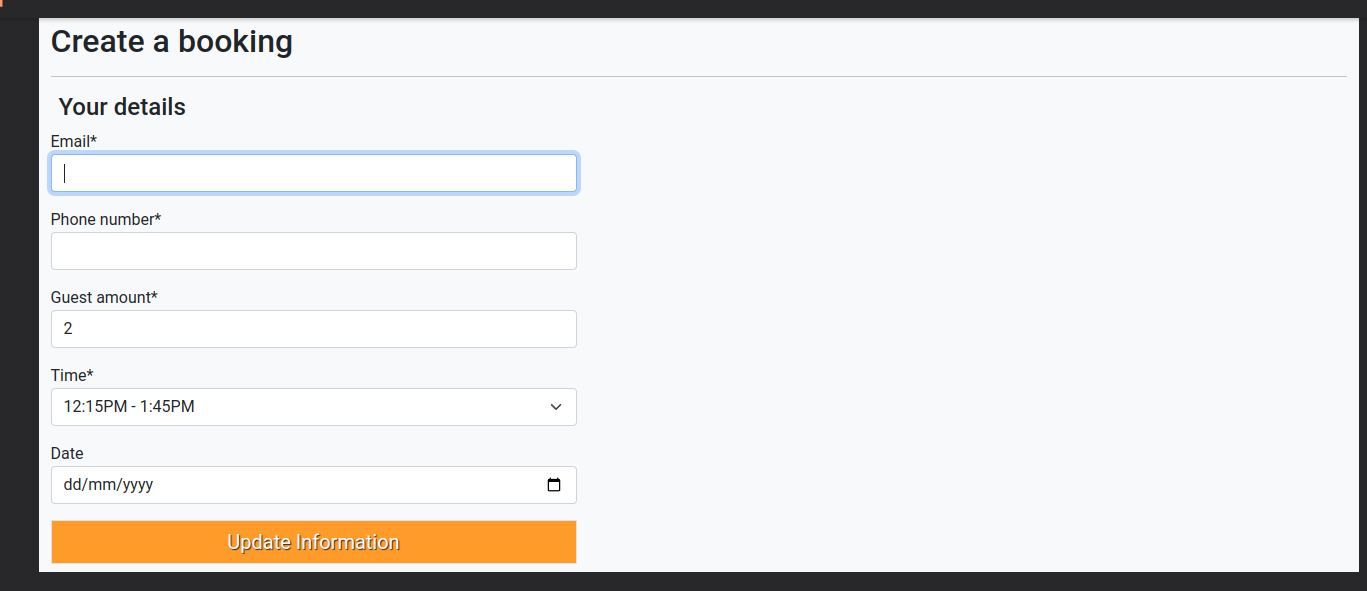 Create a booking
Your details
Email*
Phone number*
Guest amount*
2
Time*
12:15PM - 1:45PM
Date
dd/mm/yyyy
Update Information